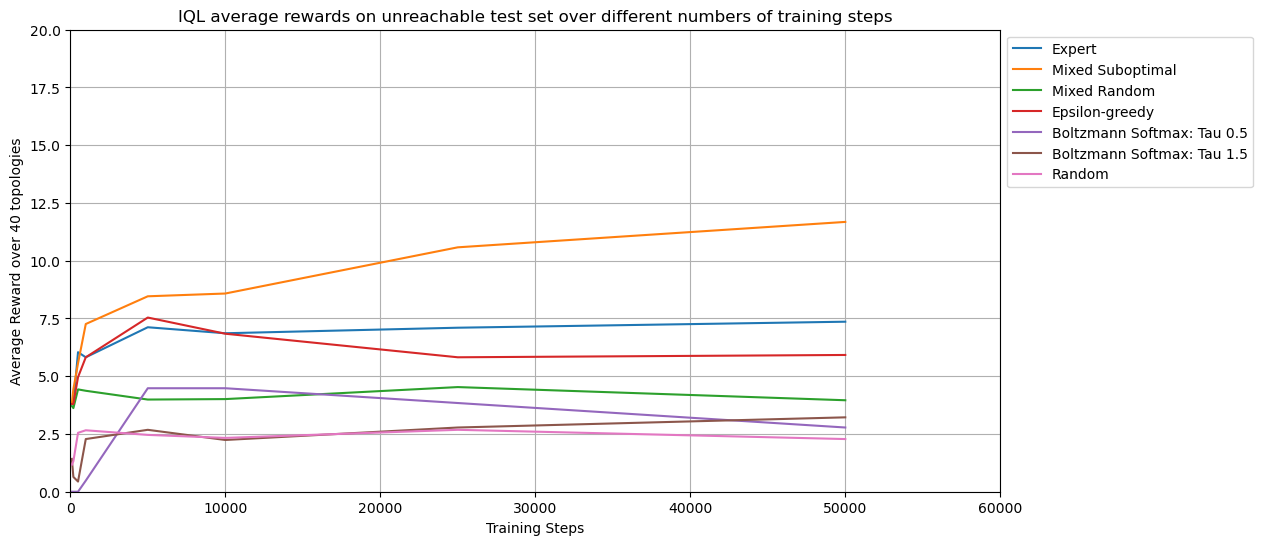 IQL average rewards on unreachable test set over different numbers of training steps
Average Reward over 40 topologies
20.0
17.5
15.0
12.5
10.0
7.5
5.0
2.5
0.0
0
10000
20000
30000
40000
50000
60000
Training Steps
Expert
Mixed Suboptimal
Mixed Random
Epsilon-greedy
Boltzmann Softmax: Tau 0.5
Boltzmann Softmax: Tau 1.5
Random